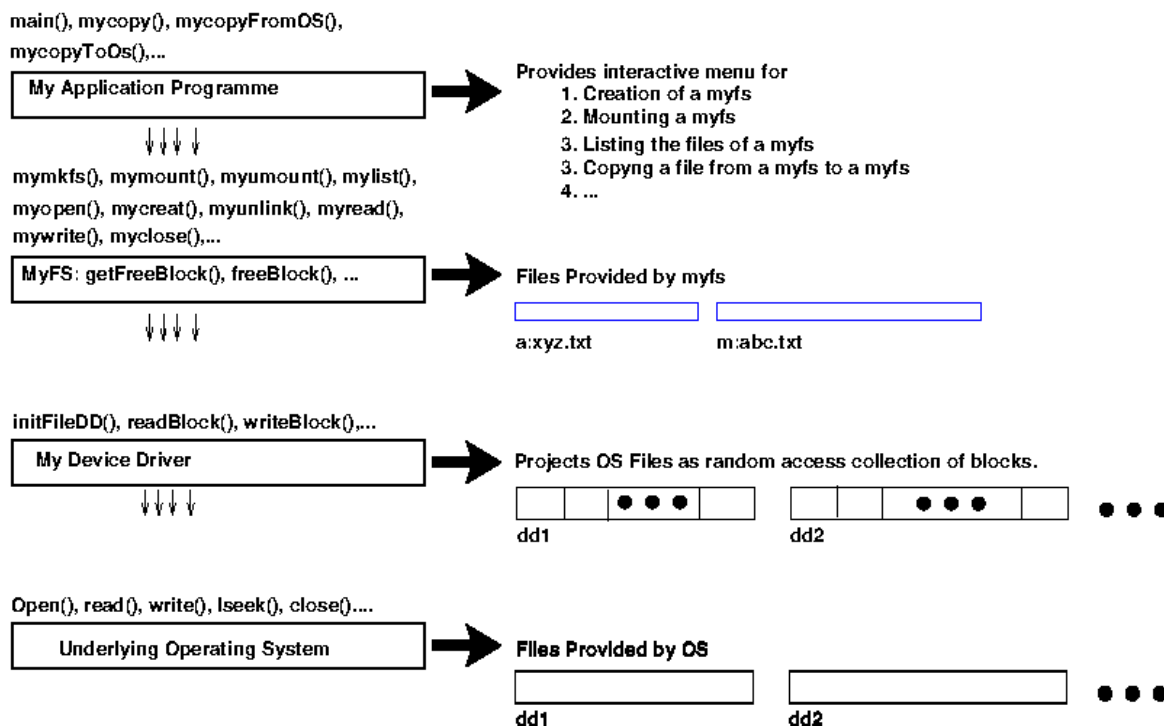 main(), mycopy(), mycopyFromOS(),
mycopyToOs(),...
My Application Programme
Provides interactive menu for
1. Creation of a myfs
2. Mounting a myfs
3. Listing the files of a myfs
3. Copyng a file from a myfs to a myfs
4. ...
mymkfs(), mymount(), myumount(), mylist(),
myopen(), mycreat(), myunlink(), myread(),
mywrite(), myclose(),...
MyFS: getFreeBlock(), freeBlock(), ...
Files Provided by myfs
a:xyz.txt
m:abc.txt
initFileDD(), readBlock(), writeBlock(),...
My Device Driver
Projects OS Files as random access collection of blocks.
dd1
dd2
Open(), read(), write(), lseek(), close()....
Underlying Operating System
Files Provided by OS
dd1
dd2